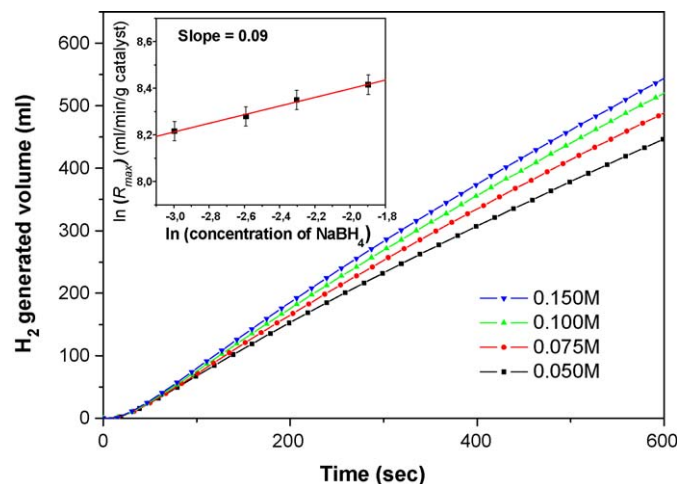 650
600
500
400
300
200
100
0
0
200
400
600
H2 generated volume (ml)
Time (sec)
Slope = 0.09
8,6
8,4
8,2
8,0
-3,0 -2,8 -2,6 -2,4 -2,2 -2,0 -1,8
ln (Rmax) (ml/min/g catalyst)
ln (concentration of NaBH4)
0.150M
0.100M
0.075M
0.050M